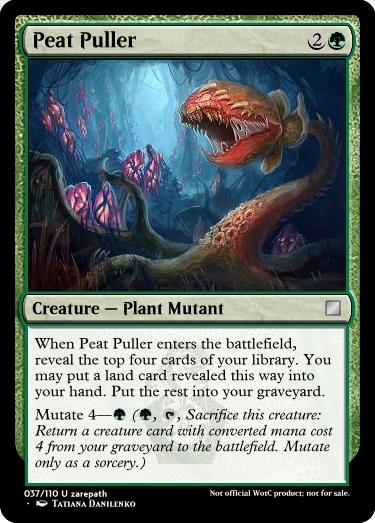 Peat Puller 2
Creature — Plant Mutant
When Peat Puller enters the battlefield,
reveal the top four cards of your library. You
may put a land card revealed this way into
your hand. Put the rest into your graveyard.
Mutate 4— (, , Sacrifice this creature:
Return a creature card with converted mana cost
4 from your graveyard to the battlefield. Mutate
only as a sorcery.)
037/110 U zarepath
Not official WotC product; not for sale.
· Tatiana Danilenko